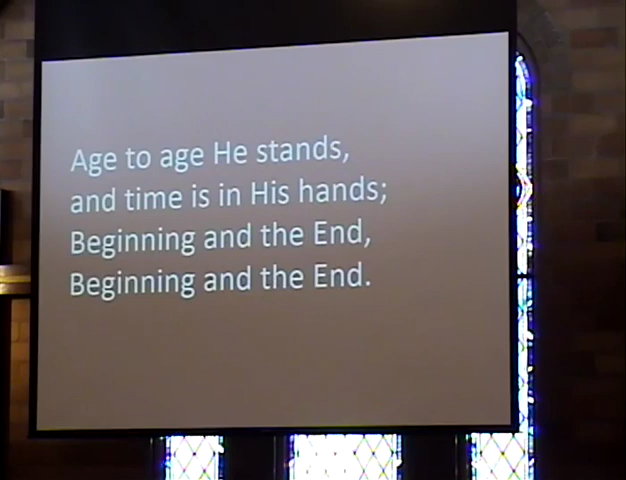 Age to age He stands,
and time is in His hands;
Beginning and the End,
Beginning and the End.